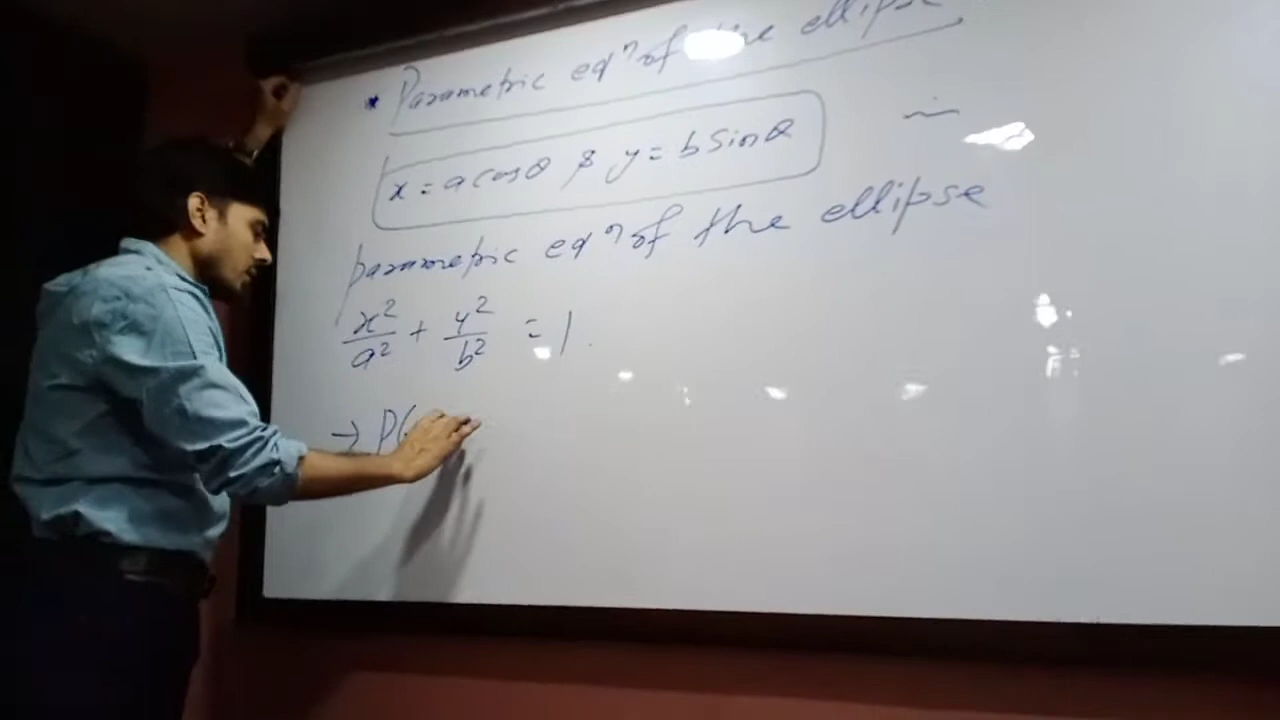 * Parametric eqⁿ of the ellipse
x = a cosθ & y = b sinθ
parametric eqⁿ of the ellipse
x²/a² + y²/b² = 1.
→ P(